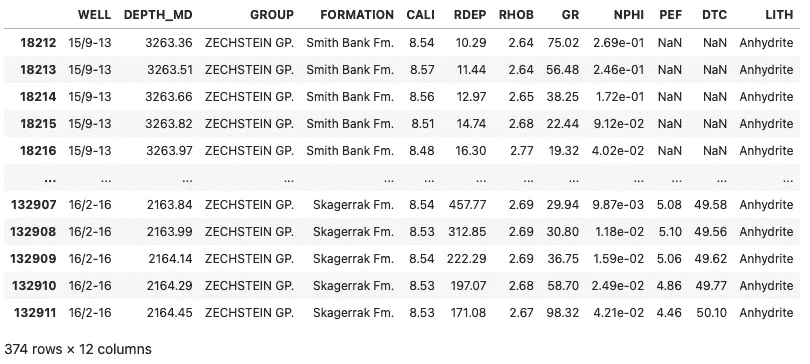 WELL DEPTH_MD GROUP FORMATION CALI RDEP RHOB GR NPHI PEF DTC LITH
18212 15/9-13 3263.36 ZECHSTEIN GP. Smith Bank Fm. 8.54 10.29 2.64 75.02 2.69e-01 NaN NaN Anhydrite
18213 15/9-13 3263.51 ZECHSTEIN GP. Smith Bank Fm. 8.57 11.44 2.64 56.48 2.46e-01 NaN NaN Anhydrite
18214 15/9-13 3263.66 ZECHSTEIN GP. Smith Bank Fm. 8.56 12.97 2.65 38.25 1.72e-01 NaN NaN Anhydrite
18215 15/9-13 3263.82 ZECHSTEIN GP. Smith Bank Fm. 8.51 14.74 2.68 22.44 9.12e-02 NaN NaN Anhydrite
18216 15/9-13 3263.97 ZECHSTEIN GP. Smith Bank Fm. 8.48 16.30 2.77 19.32 4.02e-02 NaN NaN Anhydrite
... ... ... ... ... ... ... ... ... ... ... ... ...
132907 16/2-16 2163.84 ZECHSTEIN GP. Skagerrak Fm. 8.54 457.77 2.69 29.94 9.87e-03 5.08 49.58 Anhydrite
132908 16/2-16 2163.99 ZECHSTEIN GP. Skagerrak Fm. 8.53 312.85 2.69 30.80 1.18e-02 5.10 49.56 Anhydrite
132909 16/2-16 2164.14 ZECHSTEIN GP. Skagerrak Fm. 8.54 222.29 2.69 36.75 1.59e-02 5.06 49.62 Anhydrite
132910 16/2-16 2164.29 ZECHSTEIN GP. Skagerrak Fm. 8.53 197.07 2.68 58.70 2.49e-02 4.86 49.77 Anhydrite
132911 16/2-16 2164.45 ZECHSTEIN GP. Skagerrak Fm. 8.53 171.08 2.67 98.32 4.21e-02 4.46 50.10 Anhydrite
374 rows × 12 columns